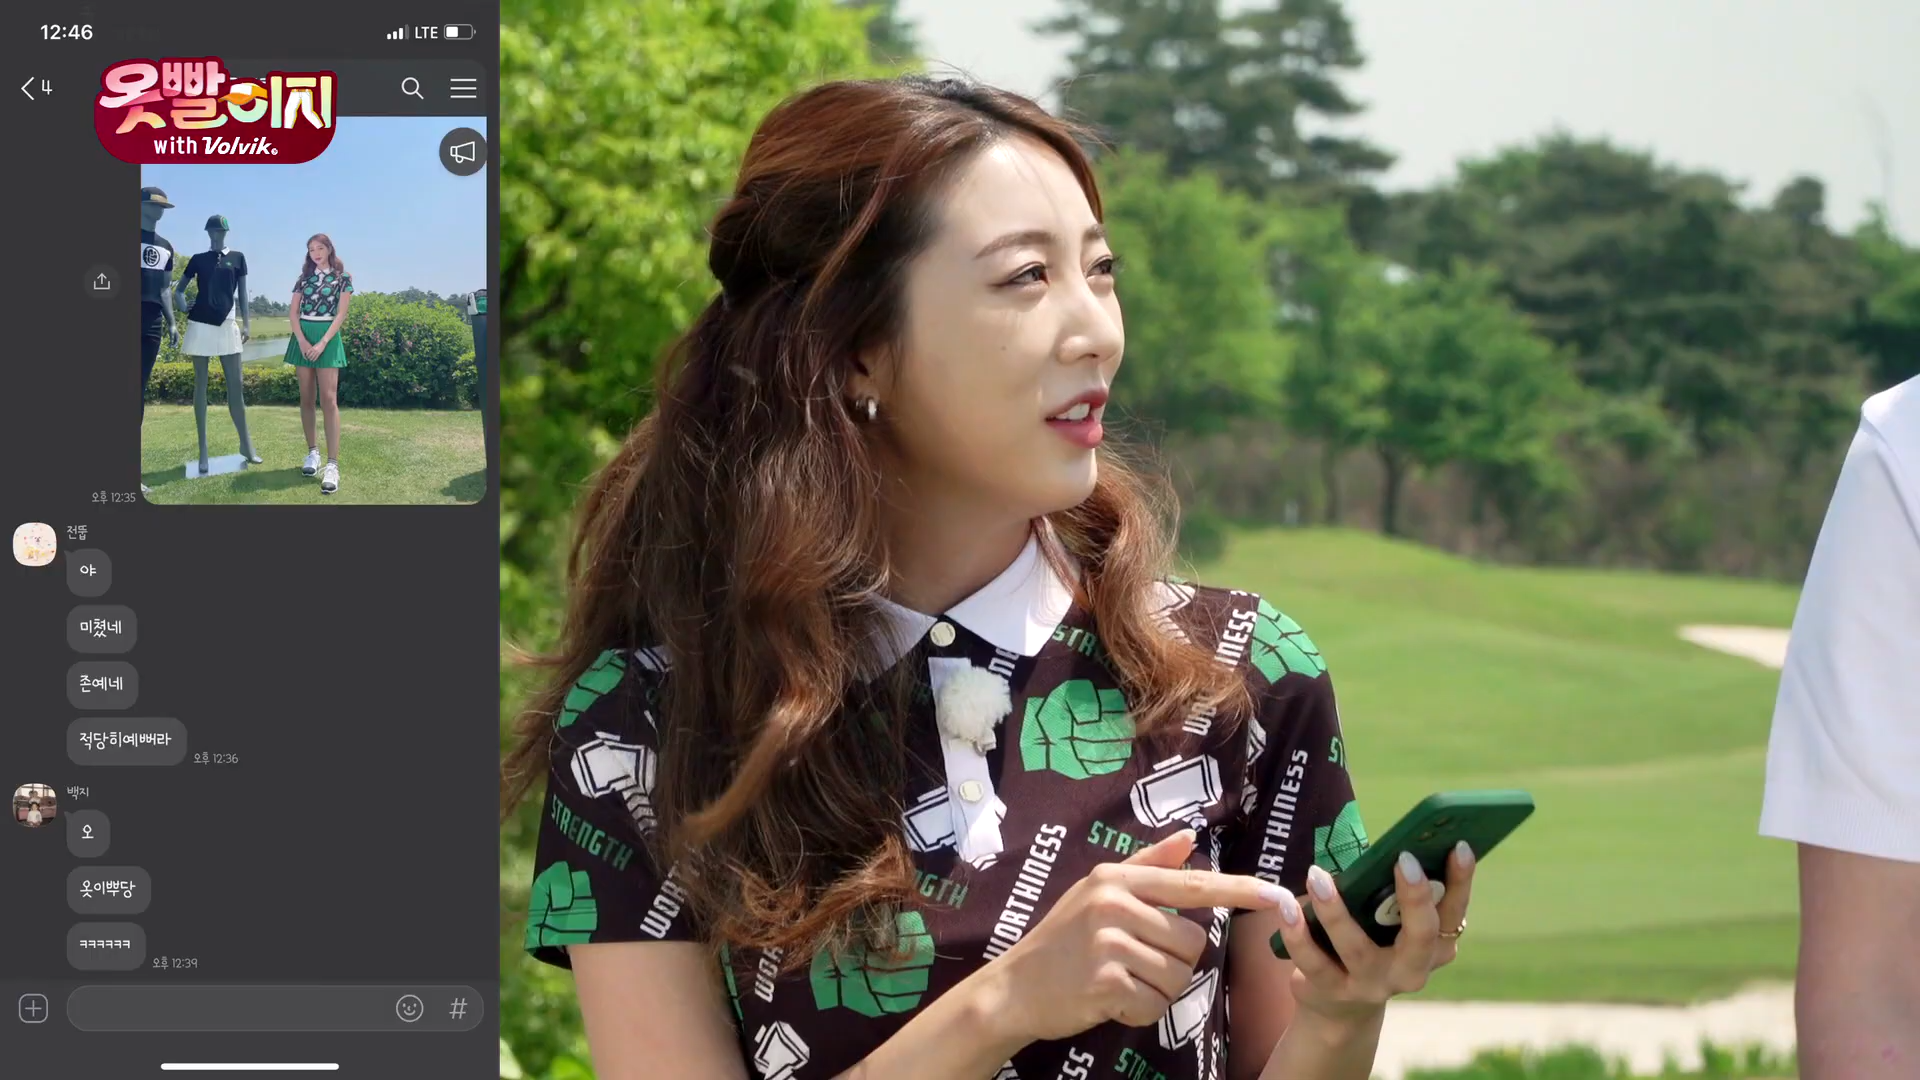 12:46
LTE
4
옷빨이지
with Volvik.
오후 12:35
전뚭
야
미쳤네
존예네
적당히예뻐라
오후 12:36
백지
오
옷이뿌당
ㅋㅋㅋㅋㅋㅋ
오후 12:39
#
STRENGTH
WORTHINESS
STRENGTH
WORTHINESS